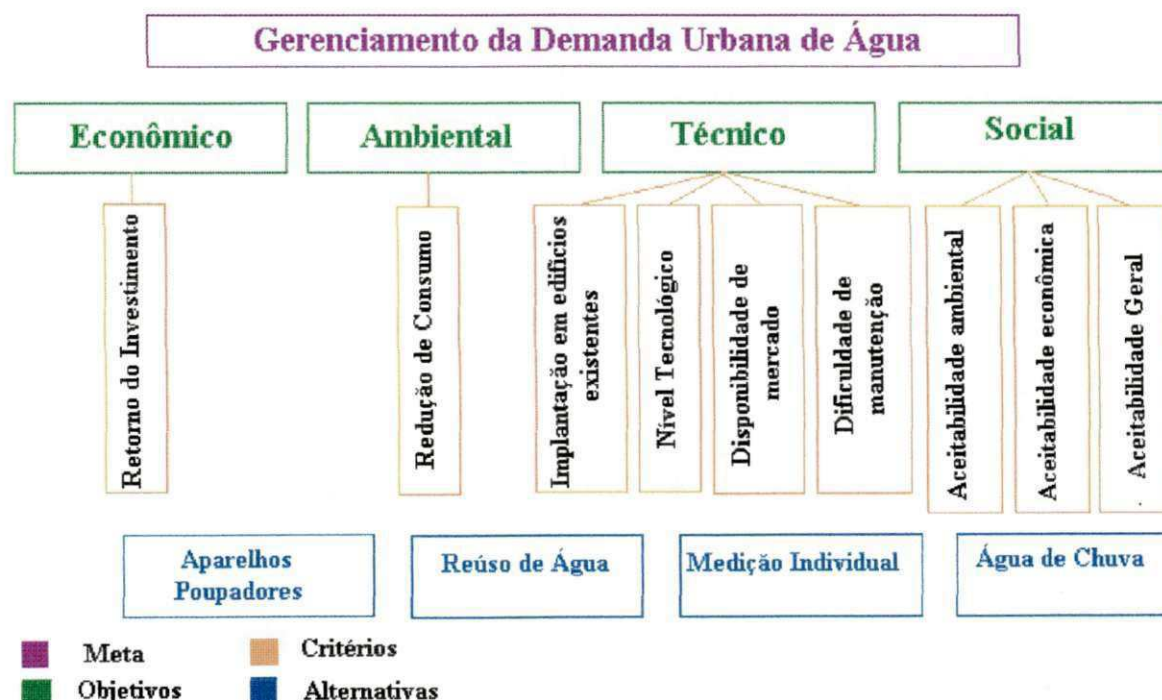 Gerenciamento da Demanda Urbana de Água
Econômico
Ambiental
Técnico
Social
Retorno do Investimento
Redução de Consumo
Implantação em edifícios
existentes
Nível Tecnológico
Disponibilidade de
mercado
Dificuldade de
manutenção
Aceitabilidade ambiental
Aceitabilidade econômica
Aceitabilidade Geral
Aparelhos
Poupadores
Reúso de Água
Medição Individual
Água de Chuva
Meta
Critérios
Objetivos
Alternativas